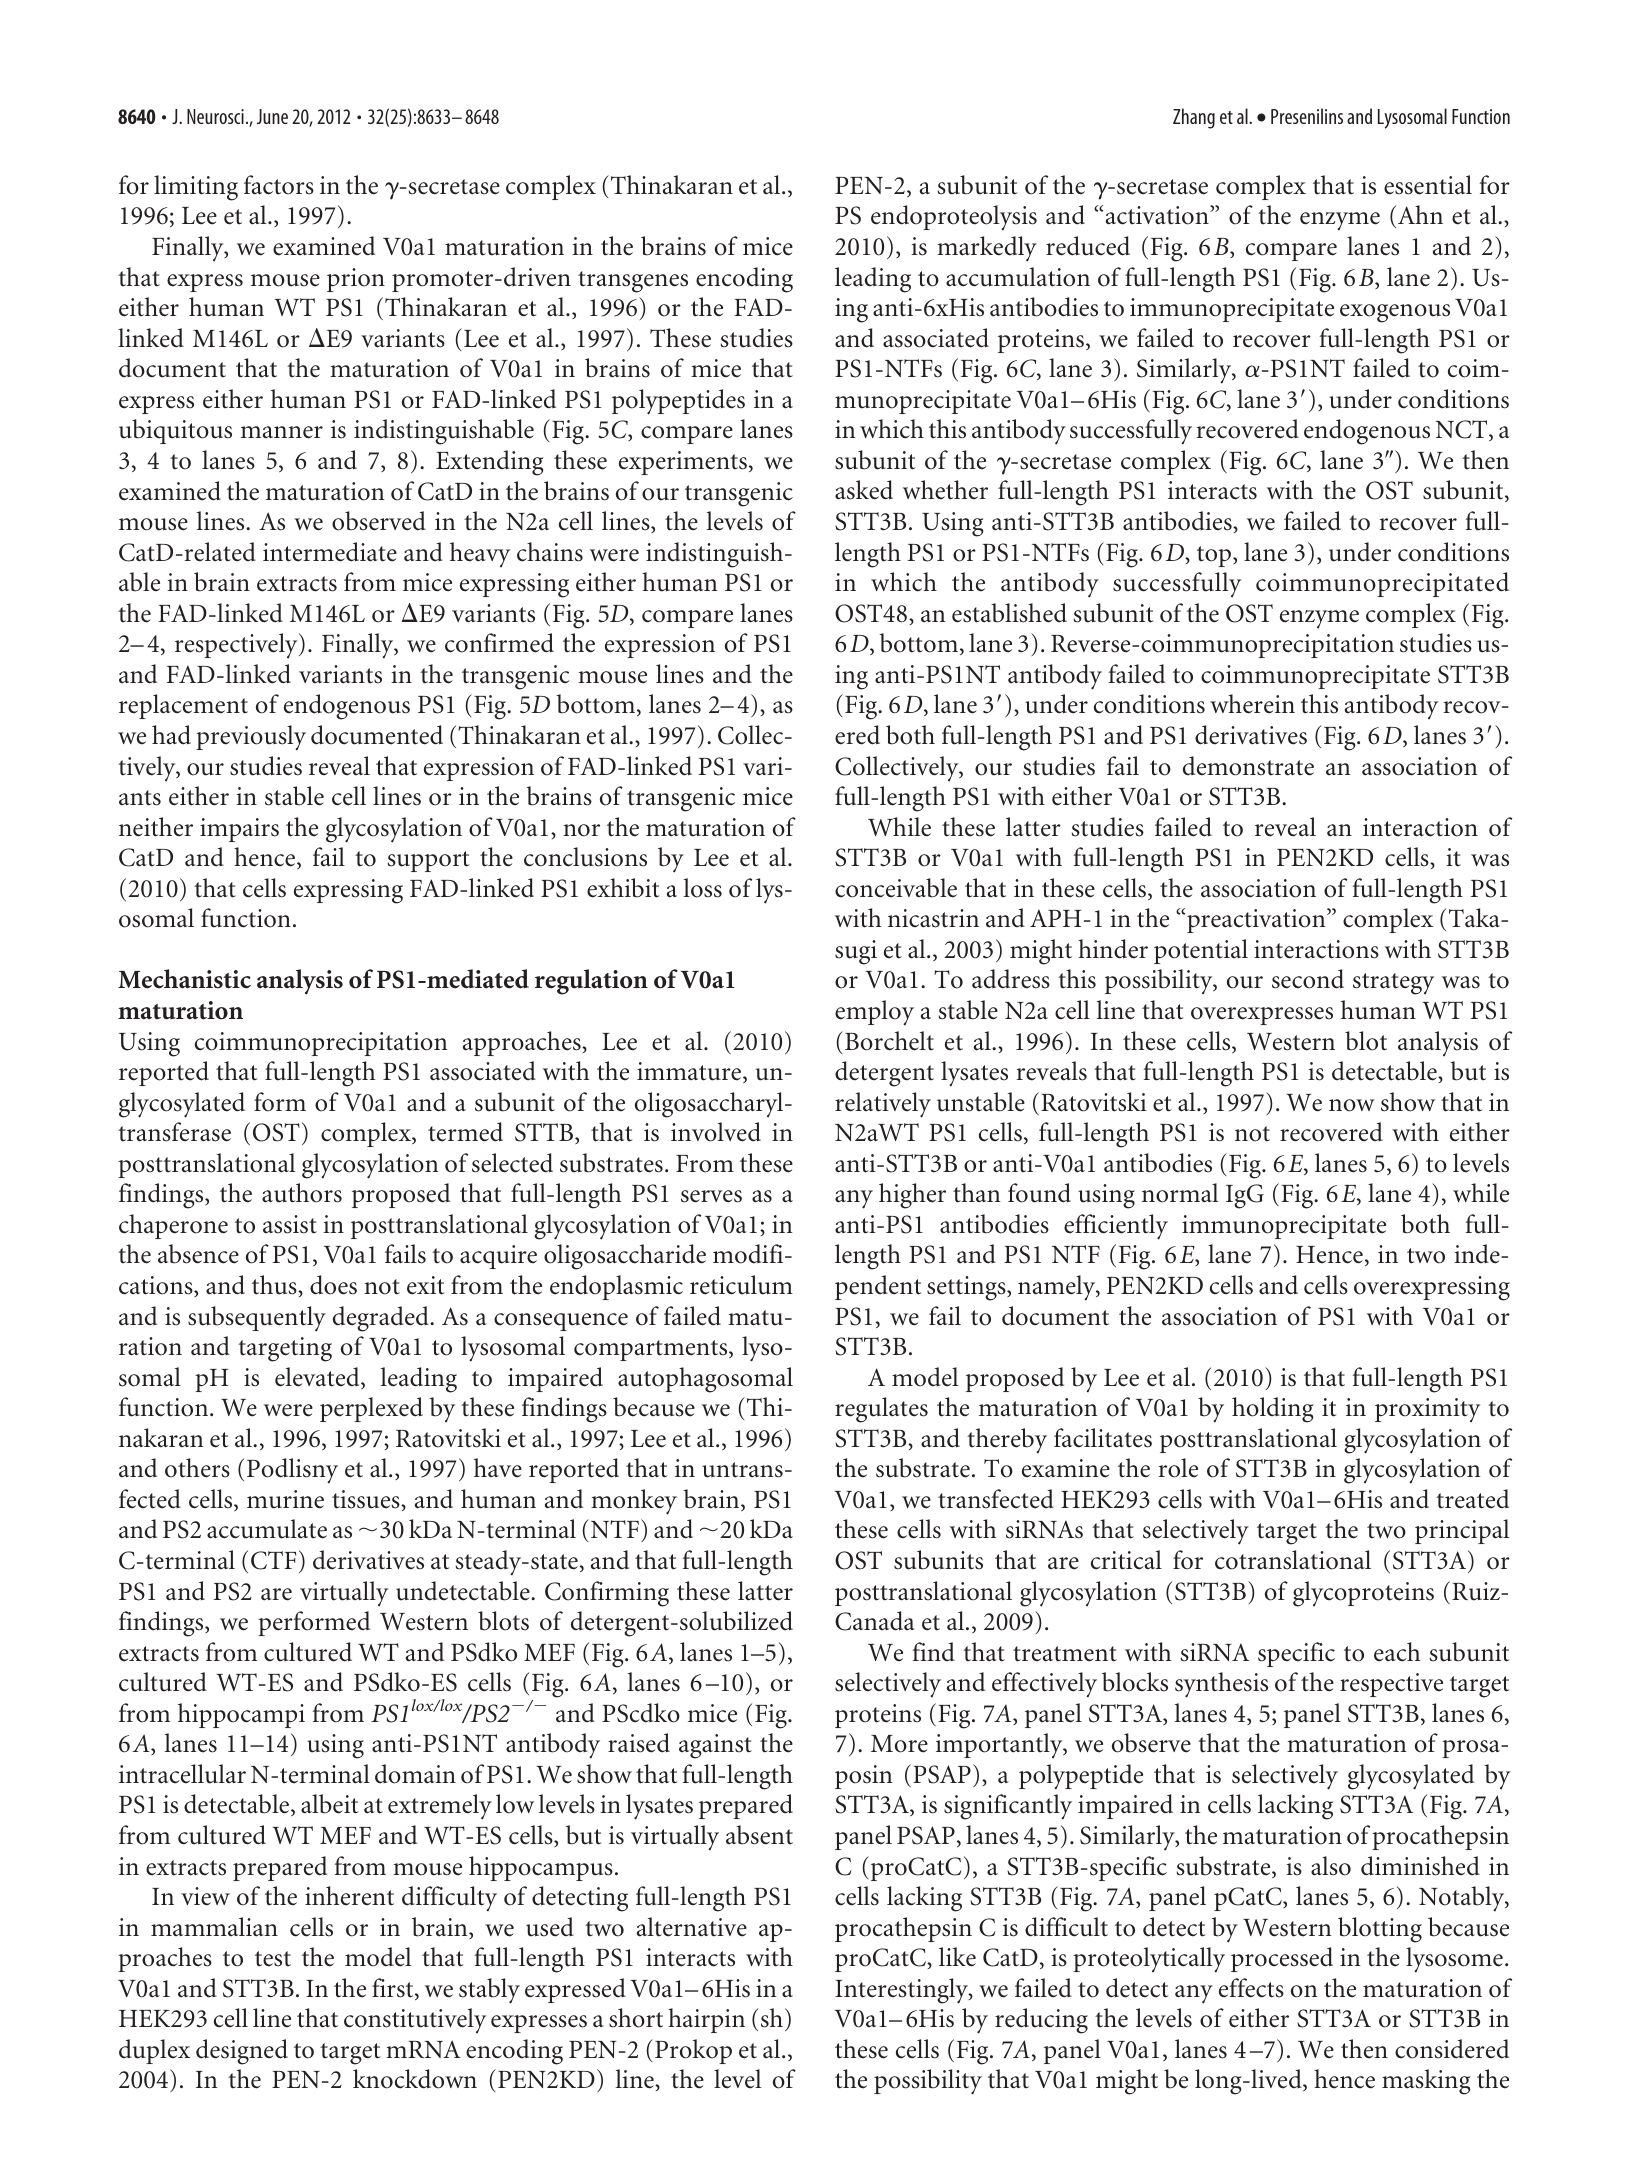 8640 • J. Neurosci., June 20, 2012 • 32(25):8633–8648
Zhang et al. • Presenilins and Lysosomal Function
for limiting factors in the γ-secretase complex (Thinakaran et al.,
1996; Lee et al., 1997).
Finally, we examined V0a1 maturation in the brains of mice
that express mouse prion promoter-driven transgenes encoding
either human WT PS1 (Thinakaran et al., 1996) or the FAD-
linked M146L or ΔE9 variants (Lee et al., 1997). These studies
document that the maturation of V0a1 in brains of mice that
express either human PS1 or FAD-linked PS1 polypeptides in a
ubiquitous manner is indistinguishable (Fig. 5C, compare lanes
3, 4 to lanes 5, 6 and 7, 8). Extending these experiments, we
examined the maturation of CatD in the brains of our transgenic
mouse lines. As we observed in the N2a cell lines, the levels of
CatD-related intermediate and heavy chains were indistinguish-
able in brain extracts from mice expressing either human PS1 or
the FAD-linked M146L or ΔE9 variants (Fig. 5D, compare lanes
2–4, respectively). Finally, we confirmed the expression of PS1
and FAD-linked variants in the transgenic mouse lines and the
replacement of endogenous PS1 (Fig. 5D bottom, lanes 2–4), as
we had previously documented (Thinakaran et al., 1997). Collec-
tively, our studies reveal that expression of FAD-linked PS1 vari-
ants either in stable cell lines or in the brains of transgenic mice
neither impairs the glycosylation of V0a1, nor the maturation of
CatD and hence, fail to support the conclusions by Lee et al.
(2010) that cells expressing FAD-linked PS1 exhibit a loss of lys-
osomal function.
Mechanistic analysis of PS1-mediated regulation of V0a1
maturation
Using coimmunoprecipitation approaches, Lee et al. (2010)
reported that full-length PS1 associated with the immature, un-
glycosylated form of V0a1 and a subunit of the oligosaccharyl-
transferase (OST) complex, termed STTB, that is involved in
posttranslational glycosylation of selected substrates. From these
findings, the authors proposed that full-length PS1 serves as a
chaperone to assist in posttranslational glycosylation of V0a1; in
the absence of PS1, V0a1 fails to acquire oligosaccharide modifi-
cations, and thus, does not exit from the endoplasmic reticulum
and is subsequently degraded. As a consequence of failed matu-
ration and targeting of V0a1 to lysosomal compartments, lyso-
somal pH is elevated, leading to impaired autophagosomal
function. We were perplexed by these findings because we (Thi-
nakaran et al., 1996, 1997; Ratovitski et al., 1997; Lee et al., 1996)
and others (Podlisny et al., 1997) have reported that in untrans-
fected cells, murine tissues, and human and monkey brain, PS1
and PS2 accumulate as ~30 kDa N-terminal (NTF) and ~20 kDa
C-terminal (CTF) derivatives at steady-state, and that full-length
PS1 and PS2 are virtually undetectable. Confirming these latter
findings, we performed Western blots of detergent-solubilized
extracts from cultured WT and PSdko MEF (Fig. 6A, lanes 1–5),
cultured WT-ES and PSdko-ES cells (Fig. 6A, lanes 6–10), or
from hippocampi from PS1lox/lox/PS2−/− and PScdko mice (Fig.
6A, lanes 11–14) using anti-PS1NT antibody raised against the
intracellular N-terminal domain of PS1. We show that full-length
PS1 is detectable, albeit at extremely low levels in lysates prepared
from cultured WT MEF and WT-ES cells, but is virtually absent
in extracts prepared from mouse hippocampus.
In view of the inherent difficulty of detecting full-length PS1
in mammalian cells or in brain, we used two alternative ap-
proaches to test the model that full-length PS1 interacts with
V0a1 and STT3B. In the first, we stably expressed V0a1–6His in a
HEK293 cell line that constitutively expresses a short hairpin (sh)
duplex designed to target mRNA encoding PEN-2 (Prokop et al.,
2004). In the PEN-2 knockdown (PEN2KD) line, the level of
PEN-2, a subunit of the γ-secretase complex that is essential for
PS endoproteolysis and “activation” of the enzyme (Ahn et al.,
2010), is markedly reduced (Fig. 6B, compare lanes 1 and 2),
leading to accumulation of full-length PS1 (Fig. 6B, lane 2). Us-
ing anti-6xHis antibodies to immunoprecipitate exogenous V0a1
and associated proteins, we failed to recover full-length PS1 or
PS1-NTFs (Fig. 6C, lane 3). Similarly, α-PS1NT failed to coim-
munoprecipitate V0a1–6His (Fig. 6C, lane 3′), under conditions
in which this antibody successfully recovered endogenous NCT, a
subunit of the γ-secretase complex (Fig. 6C, lane 3″). We then
asked whether full-length PS1 interacts with the OST subunit,
STT3B. Using anti-STT3B antibodies, we failed to recover full-
length PS1 or PS1-NTFs (Fig. 6D, top, lane 3), under conditions
in which the antibody successfully coimmunoprecipitated
OST48, an established subunit of the OST enzyme complex (Fig.
6D, bottom, lane 3). Reverse-coimmunoprecipitation studies us-
ing anti-PS1NT antibody failed to coimmunoprecipitate STT3B
(Fig. 6D, lane 3′), under conditions wherein this antibody recov-
ered both full-length PS1 and PS1 derivatives (Fig. 6D, lanes 3′).
Collectively, our studies fail to demonstrate an association of
full-length PS1 with either V0a1 or STT3B.
While these latter studies failed to reveal an interaction of
STT3B or V0a1 with full-length PS1 in PEN2KD cells, it was
conceivable that in these cells, the association of full-length PS1
with nicastrin and APH-1 in the “preactivation” complex (Taka-
sugi et al., 2003) might hinder potential interactions with STT3B
or V0a1. To address this possibility, our second strategy was to
employ a stable N2a cell line that overexpresses human WT PS1
(Borchelt et al., 1996). In these cells, Western blot analysis of
detergent lysates reveals that full-length PS1 is detectable, but is
relatively unstable (Ratovitski et al., 1997). We now show that in
N2aWT PS1 cells, full-length PS1 is not recovered with either
anti-STT3B or anti-V0a1 antibodies (Fig. 6E, lanes 5, 6) to levels
any higher than found using normal IgG (Fig. 6E, lane 4), while
anti-PS1 antibodies efficiently immunoprecipitate both full-
length PS1 and PS1 NTF (Fig. 6E, lane 7). Hence, in two inde-
pendent settings, namely, PEN2KD cells and cells overexpressing
PS1, we fail to document the association of PS1 with V0a1 or
STT3B.
A model proposed by Lee et al. (2010) is that full-length PS1
regulates the maturation of V0a1 by holding it in proximity to
STT3B, and thereby facilitates posttranslational glycosylation of
the substrate. To examine the role of STT3B in glycosylation of
V0a1, we transfected HEK293 cells with V0a1–6His and treated
these cells with siRNAs that selectively target the two principal
OST subunits that are critical for cotranslational (STT3A) or
posttranslational glycosylation (STT3B) of glycoproteins (Ruiz-
Canada et al., 2009).
We find that treatment with siRNA specific to each subunit
selectively and effectively blocks synthesis of the respective target
proteins (Fig. 7A, panel STT3A, lanes 4, 5; panel STT3B, lanes 6,
7). More importantly, we observe that the maturation of prosa-
posin (PSAP), a polypeptide that is selectively glycosylated by
STT3A, is significantly impaired in cells lacking STT3A (Fig. 7A,
panel PSAP, lanes 4, 5). Similarly, the maturation of procathepsin
C (proCatC), a STT3B-specific substrate, is also diminished in
cells lacking STT3B (Fig. 7A, panel pCatC, lanes 5, 6). Notably,
procathepsin C is difficult to detect by Western blotting because
proCatC, like CatD, is proteolytically processed in the lysosome.
Interestingly, we failed to detect any effects on the maturation of
V0a1–6His by reducing the levels of either STT3A or STT3B in
these cells (Fig. 7A, panel V0a1, lanes 4–7). We then considered
the possibility that V0a1 might be long-lived, hence masking the